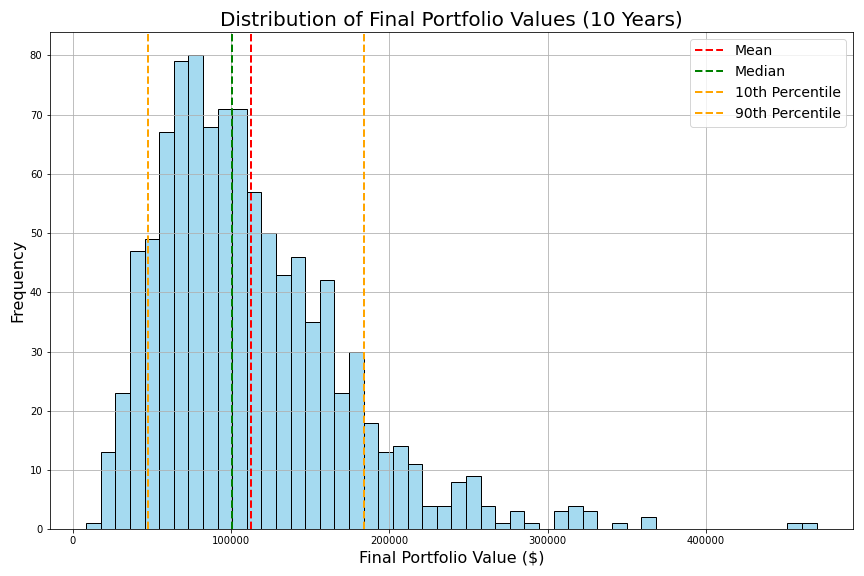 Distribution of Final Portfolio Values (10 Years)
Mean
Median
10th Percentile
90th Percentile
80
70
60
50
40
30
20
10
0
Frequency
0 100000 200000 300000 400000
Final Portfolio Value ($)